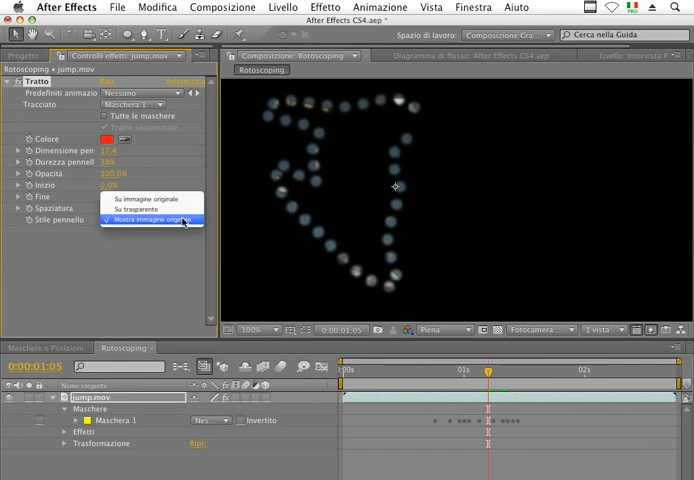 After Effects File Modifica Composizione Livello Effetto Animazione Vista Finestra Aiuto
After Effects CS4.aep *
Spazio di lavoro: Composizione Gra... Cerca nella Guida
Progetto Controlli effetti: jump.mov Composizione: Rotoscoping Diagramma di flusso: After Effects CS4.aep Livello: Intervista P
Rotoscoping • jump.mov Rotoscoping
fx Tratto Ripr. Informazio
Predefiniti animazio Nessuno
Tracciato Maschera 1
Tutte le maschere
Tratto sequenziale
Colore
Dimensione pen 17,4
Durezza pennell 38%
Opacità 100,0%
Inizio 0,0%
Fine
Spaziatura
Stile pennello
Su immagine originale
Su trasparente
✓ Mostra immagine origin
100% 0:00:01:05 Piena Fotocamera... 1 vista
Maschere e Posizioni Rotoscoping
0:00:01:05 :00s 01s 02s
Nome sorgente
jump.mov
Maschere
Maschera 1 Nes... Invertito
Effetti
Trasformazione Ripr.